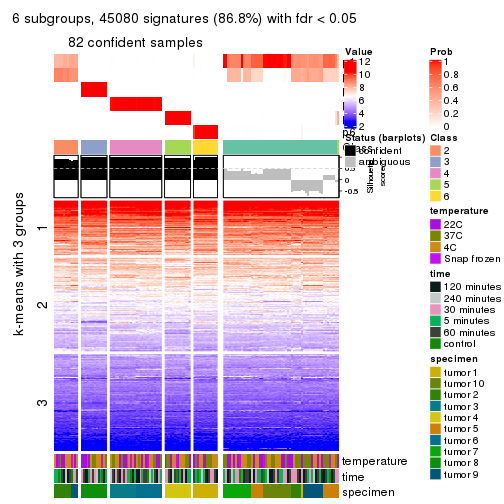 6 subgroups, 45080 signatures (86.8%) with fdr < 0.05
82 confident samples
k-means with 3 groups
1
2
3
Silhouette
score
0.5
0
-0.5
temperature
time
specimen
Value
12
10
8
6
4
2
Status (barplots)
confident
ambiguous
Prob
1
0.8
0.6
0.4
0.2
0
Class
2
3
4
5
6
temperature
22C
37C
4C
Snap frozen
time
120 minutes
240 minutes
30 minutes
5 minutes
60 minutes
control
specimen
tumor 1
tumor 10
tumor 2
tumor 3
tumor 4
tumor 5
tumor 6
tumor 7
tumor 8
tumor 9